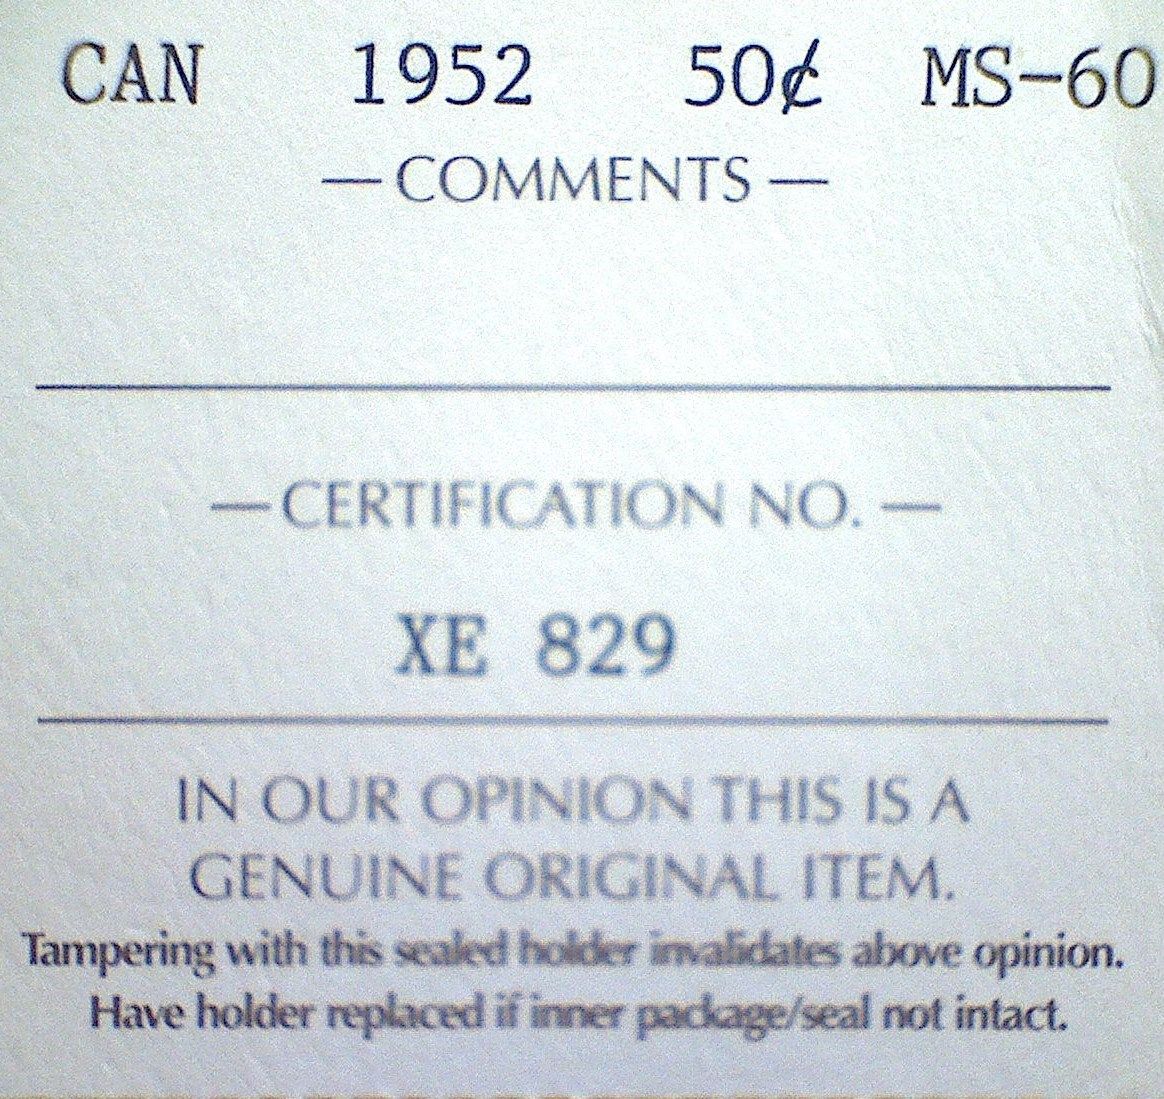 CAN 1952 50¢ MS-60
— COMMENTS —
— CERTIFICATION NO. —
XE 829
IN OUR OPINION THIS IS A
GENUINE ORIGINAL ITEM.
Tampering with this sealed holder invalidates above opinion.
Have holder replaced if inner package/seal not intact.